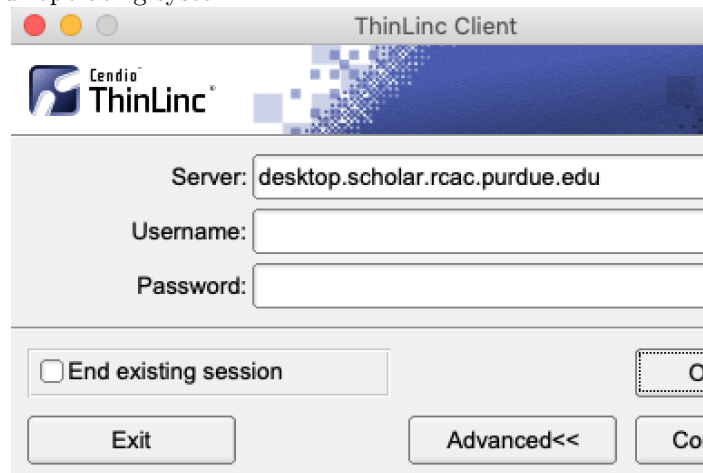 ThinLinc Client
Cendio
ThinLinc
Server: desktop.scholar.rcac.purdue.edu
Username:
Password:
End existing session
Exit
Advanced<<